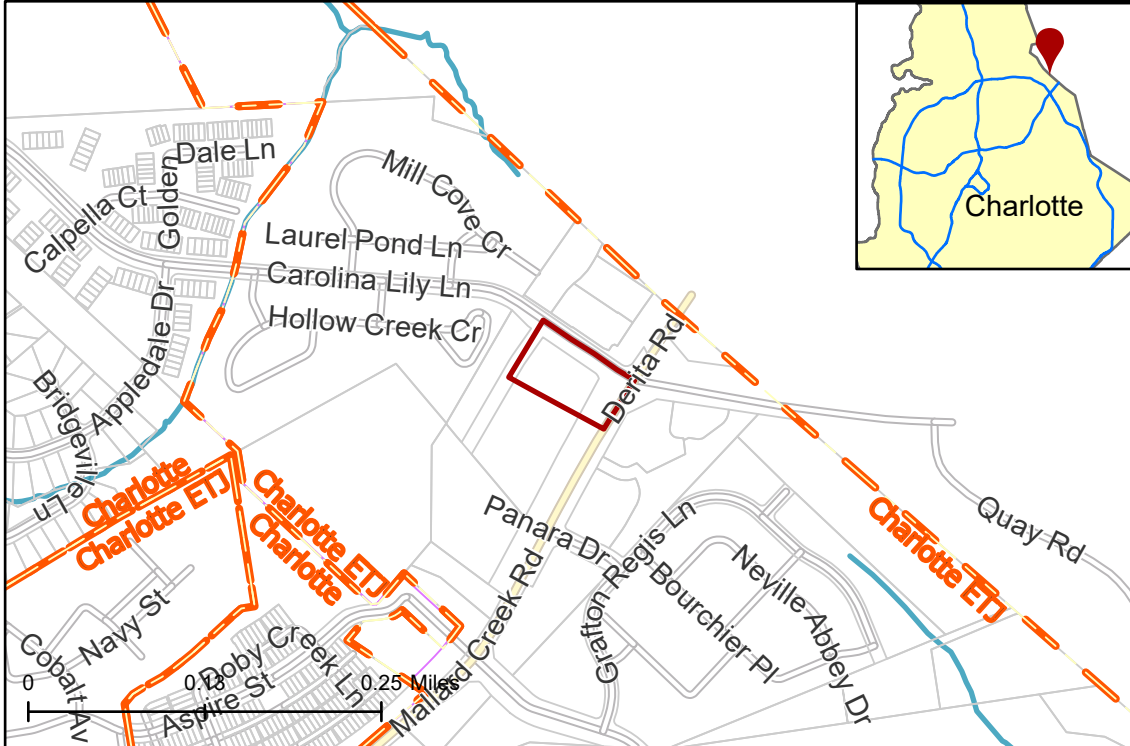 Charlotte
Dale Ln
Golden
Calpella Ct
Mill Cove Cr
Laurel Pond Ln
Carolina Lily Ln
Hollow Creek Cr
Appledale Dr
Bridgeville Ln
Derita Rd
Charlotte
Charlotte ETJ
Charlotte ETJ
Charlotte
Charlotte ETJ
Quay Rd
Panara Dr
Grafton Regis Ln
Bourchier Pl
Neville Abbey Dr
Mallard Creek Rd
Navy St
Cobalt Av
Doby Creek Ln
Aspire St
0 0.13 0.25 Miles